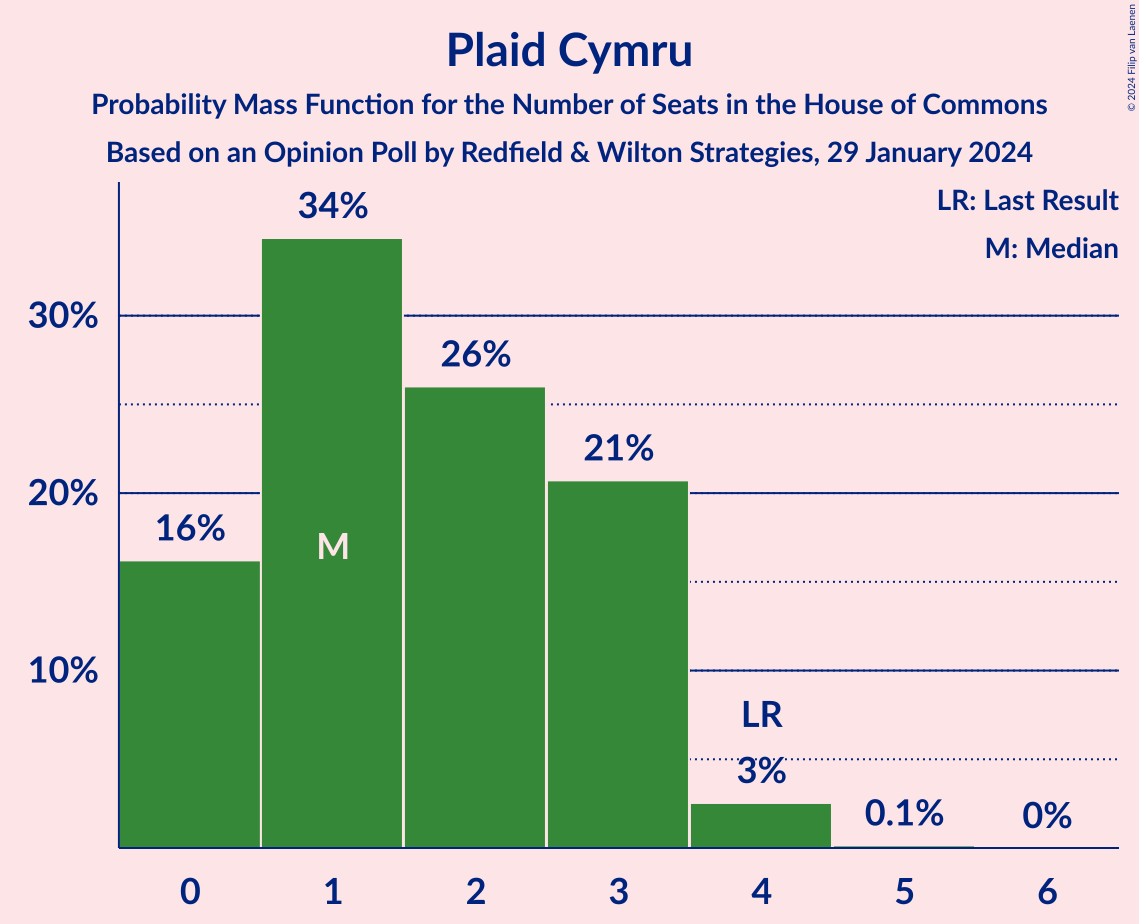 Plaid Cymru
Probability Mass Function for the Number of Seats in the House of Commons
Based on an Opinion Poll by Redfield & Wilton Strategies, 29 January 2024
© 2024 Filip van Laenen
LR: Last Result
M: Median
34%
30%
26%
21%
20%
16%
M
10%
LR
3%
0.1%
0%
0 1 2 3 4 5 6